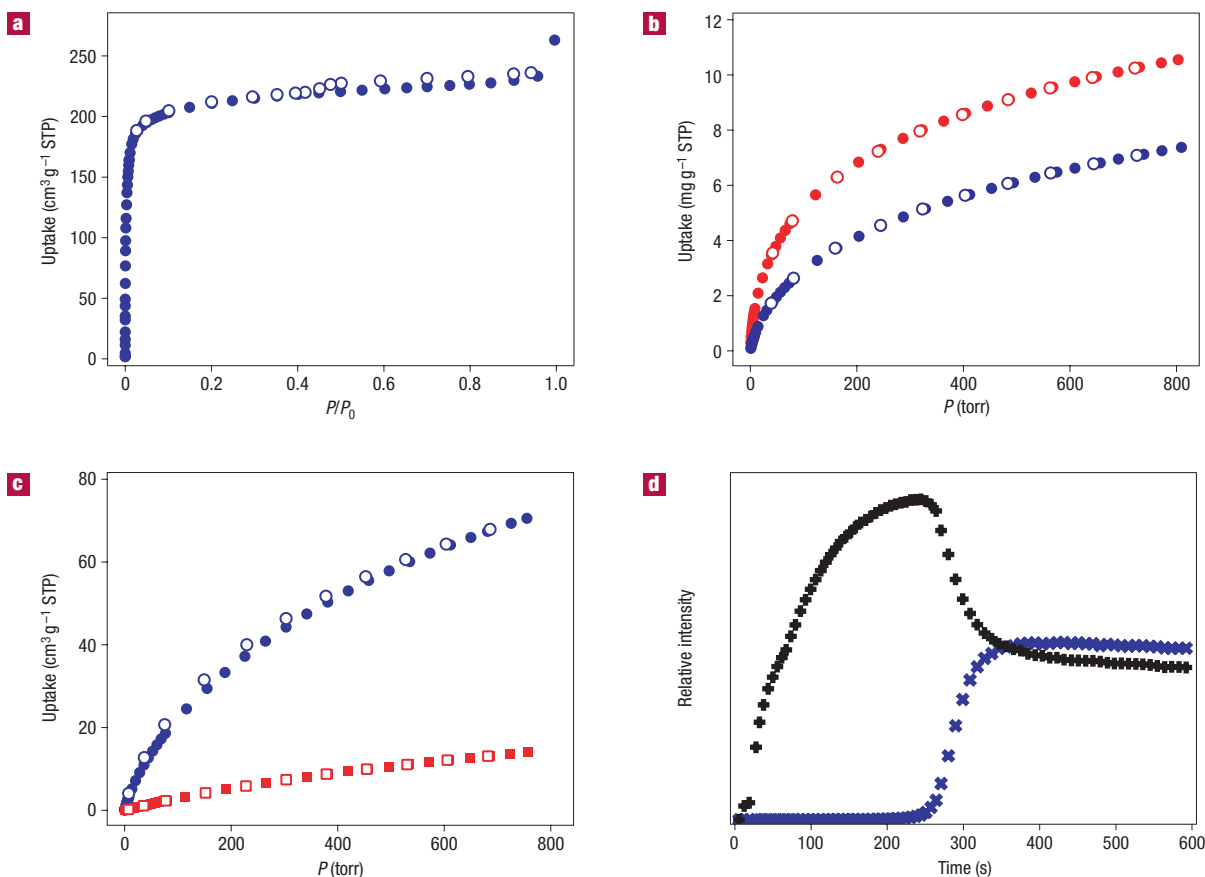 a
Uptake (cm³ g⁻¹ STP)
250
200
150
100
50
0
0 0.2 0.4 0.6 0.8 1.0
P/P₀
b
Uptake (mg g⁻¹ STP)
12
10
8
6
4
2
0
0 200 400 600 800
P (torr)
c
Uptake (cm³ g⁻¹ STP)
80
60
40
20
0
0 200 400 600 800
P (torr)
d
Relative intensity
0 100 200 300 400 500 600
Time (s)